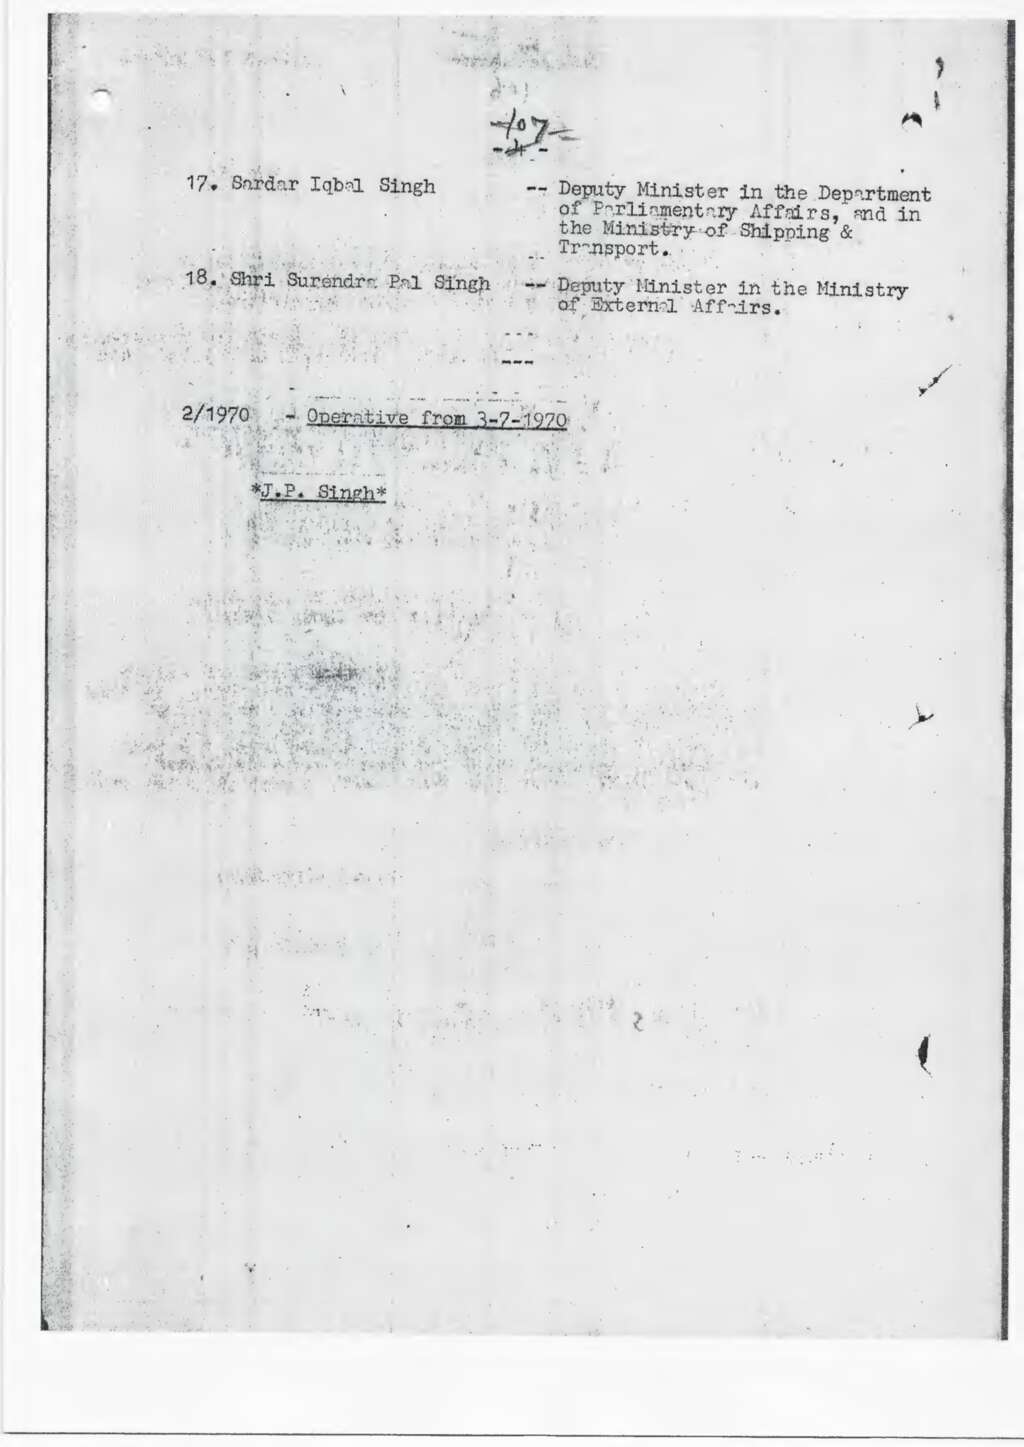 -107-
-4-
17. Sardar Iqbal Singh -- Deputy Minister in the Department
of Parliamentary Affairs, and in
the Ministry of Shipping &
Transport.
18. Shri Surendra Pal Singh -- Deputy Minister in the Ministry
of External Affairs.
---
2/1970 - Operative from 3-7-1970
*J.P. Singh*